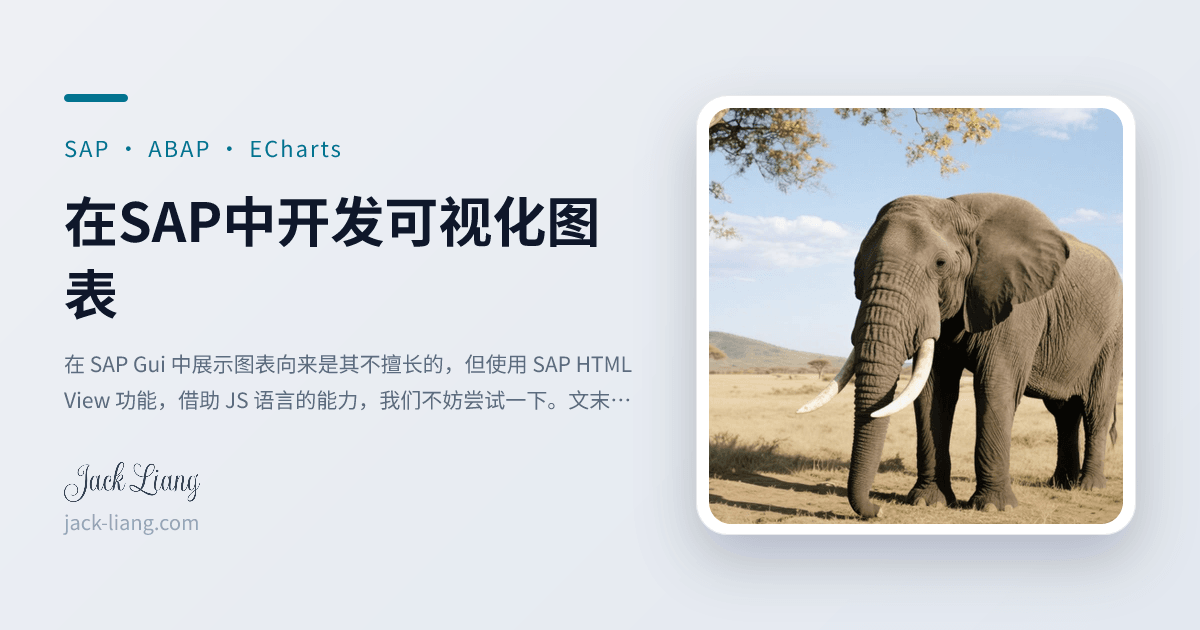 SAP • ABAP • ECharts
在SAP中开发可视化图
表
在 SAP Gui 中展示图表向来是其不擅长的，但使用 SAP HTML
View 功能，借助 JS 语言的能力，我们不妨尝试一下。文末…
Jack Liang
jack-liang.com